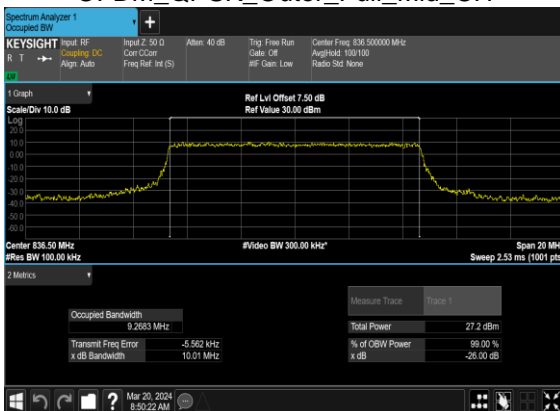 Spectrum Analyzer 1
Occupied BW
+
KEYSIGHT Input: RF Input Z: 50 Ω Atten: 40 dB Trig: Free Run Center Freq: 836.500000 MHz
R T Coupling: DC Corr CCorr Gate: Off Avg|Hold: 100/100
Align: Auto Freq Ref: Int (S) #IF Gain: Low Radio Std: None
LV
1 Graph
Ref Lvl Offset 7.50 dB
Scale/Div 10.0 dB Ref Value 30.00 dBm
Log
20.0
10.0
0.00
-10.0
-20.0
-30.0
-40.0
-50.0
-60.0
Center 836.50 MHz #Video BW 300.00 kHz* Span 20 MH
#Res BW 100.00 kHz Sweep 2.53 ms (1001 pts
2 Metrics
Measure Trace Trace 1
Occupied Bandwidth
9.2683 MHz Total Power 27.2 dBm
Transmit Freq Error -5.562 kHz % of OBW Power 99.00 %
x dB Bandwidth 10.01 MHz x dB -26.00 dB
? Mar 20, 2024
8:50:22 AM